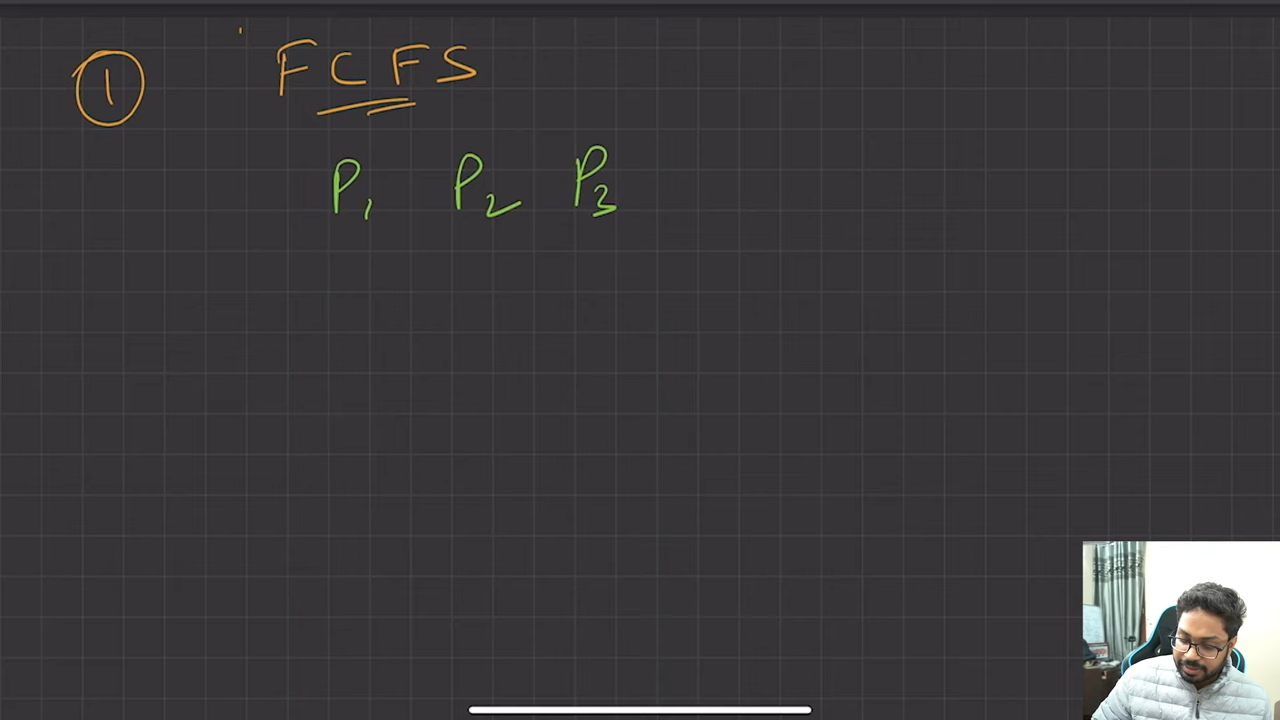 ① FCFS
P₁ P₂ P₃